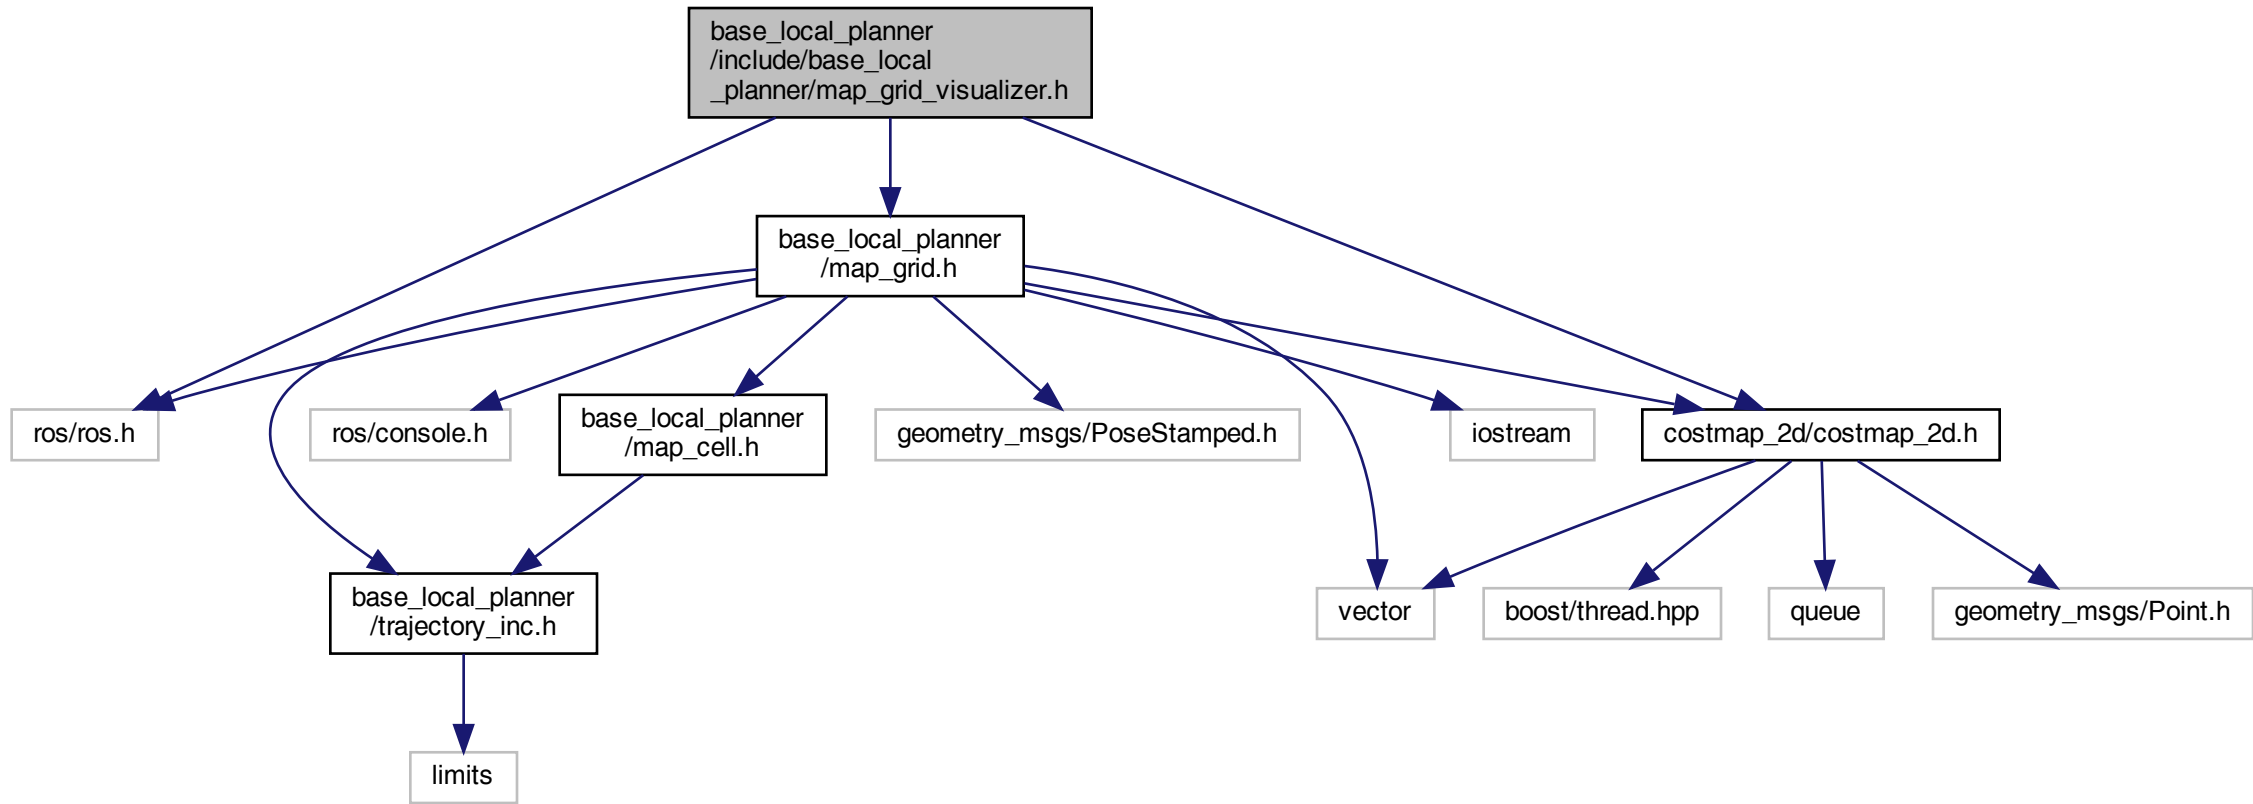 base_local_planner
/include/base_local
_planner/map_grid_visualizer.h
base_local_planner
/map_grid.h
ros/ros.h
ros/console.h
base_local_planner
/map_cell.h
geometry_msgs/PoseStamped.h
iostream
costmap_2d/costmap_2d.h
base_local_planner
/trajectory_inc.h
vector
boost/thread.hpp
queue
geometry_msgs/Point.h
limits